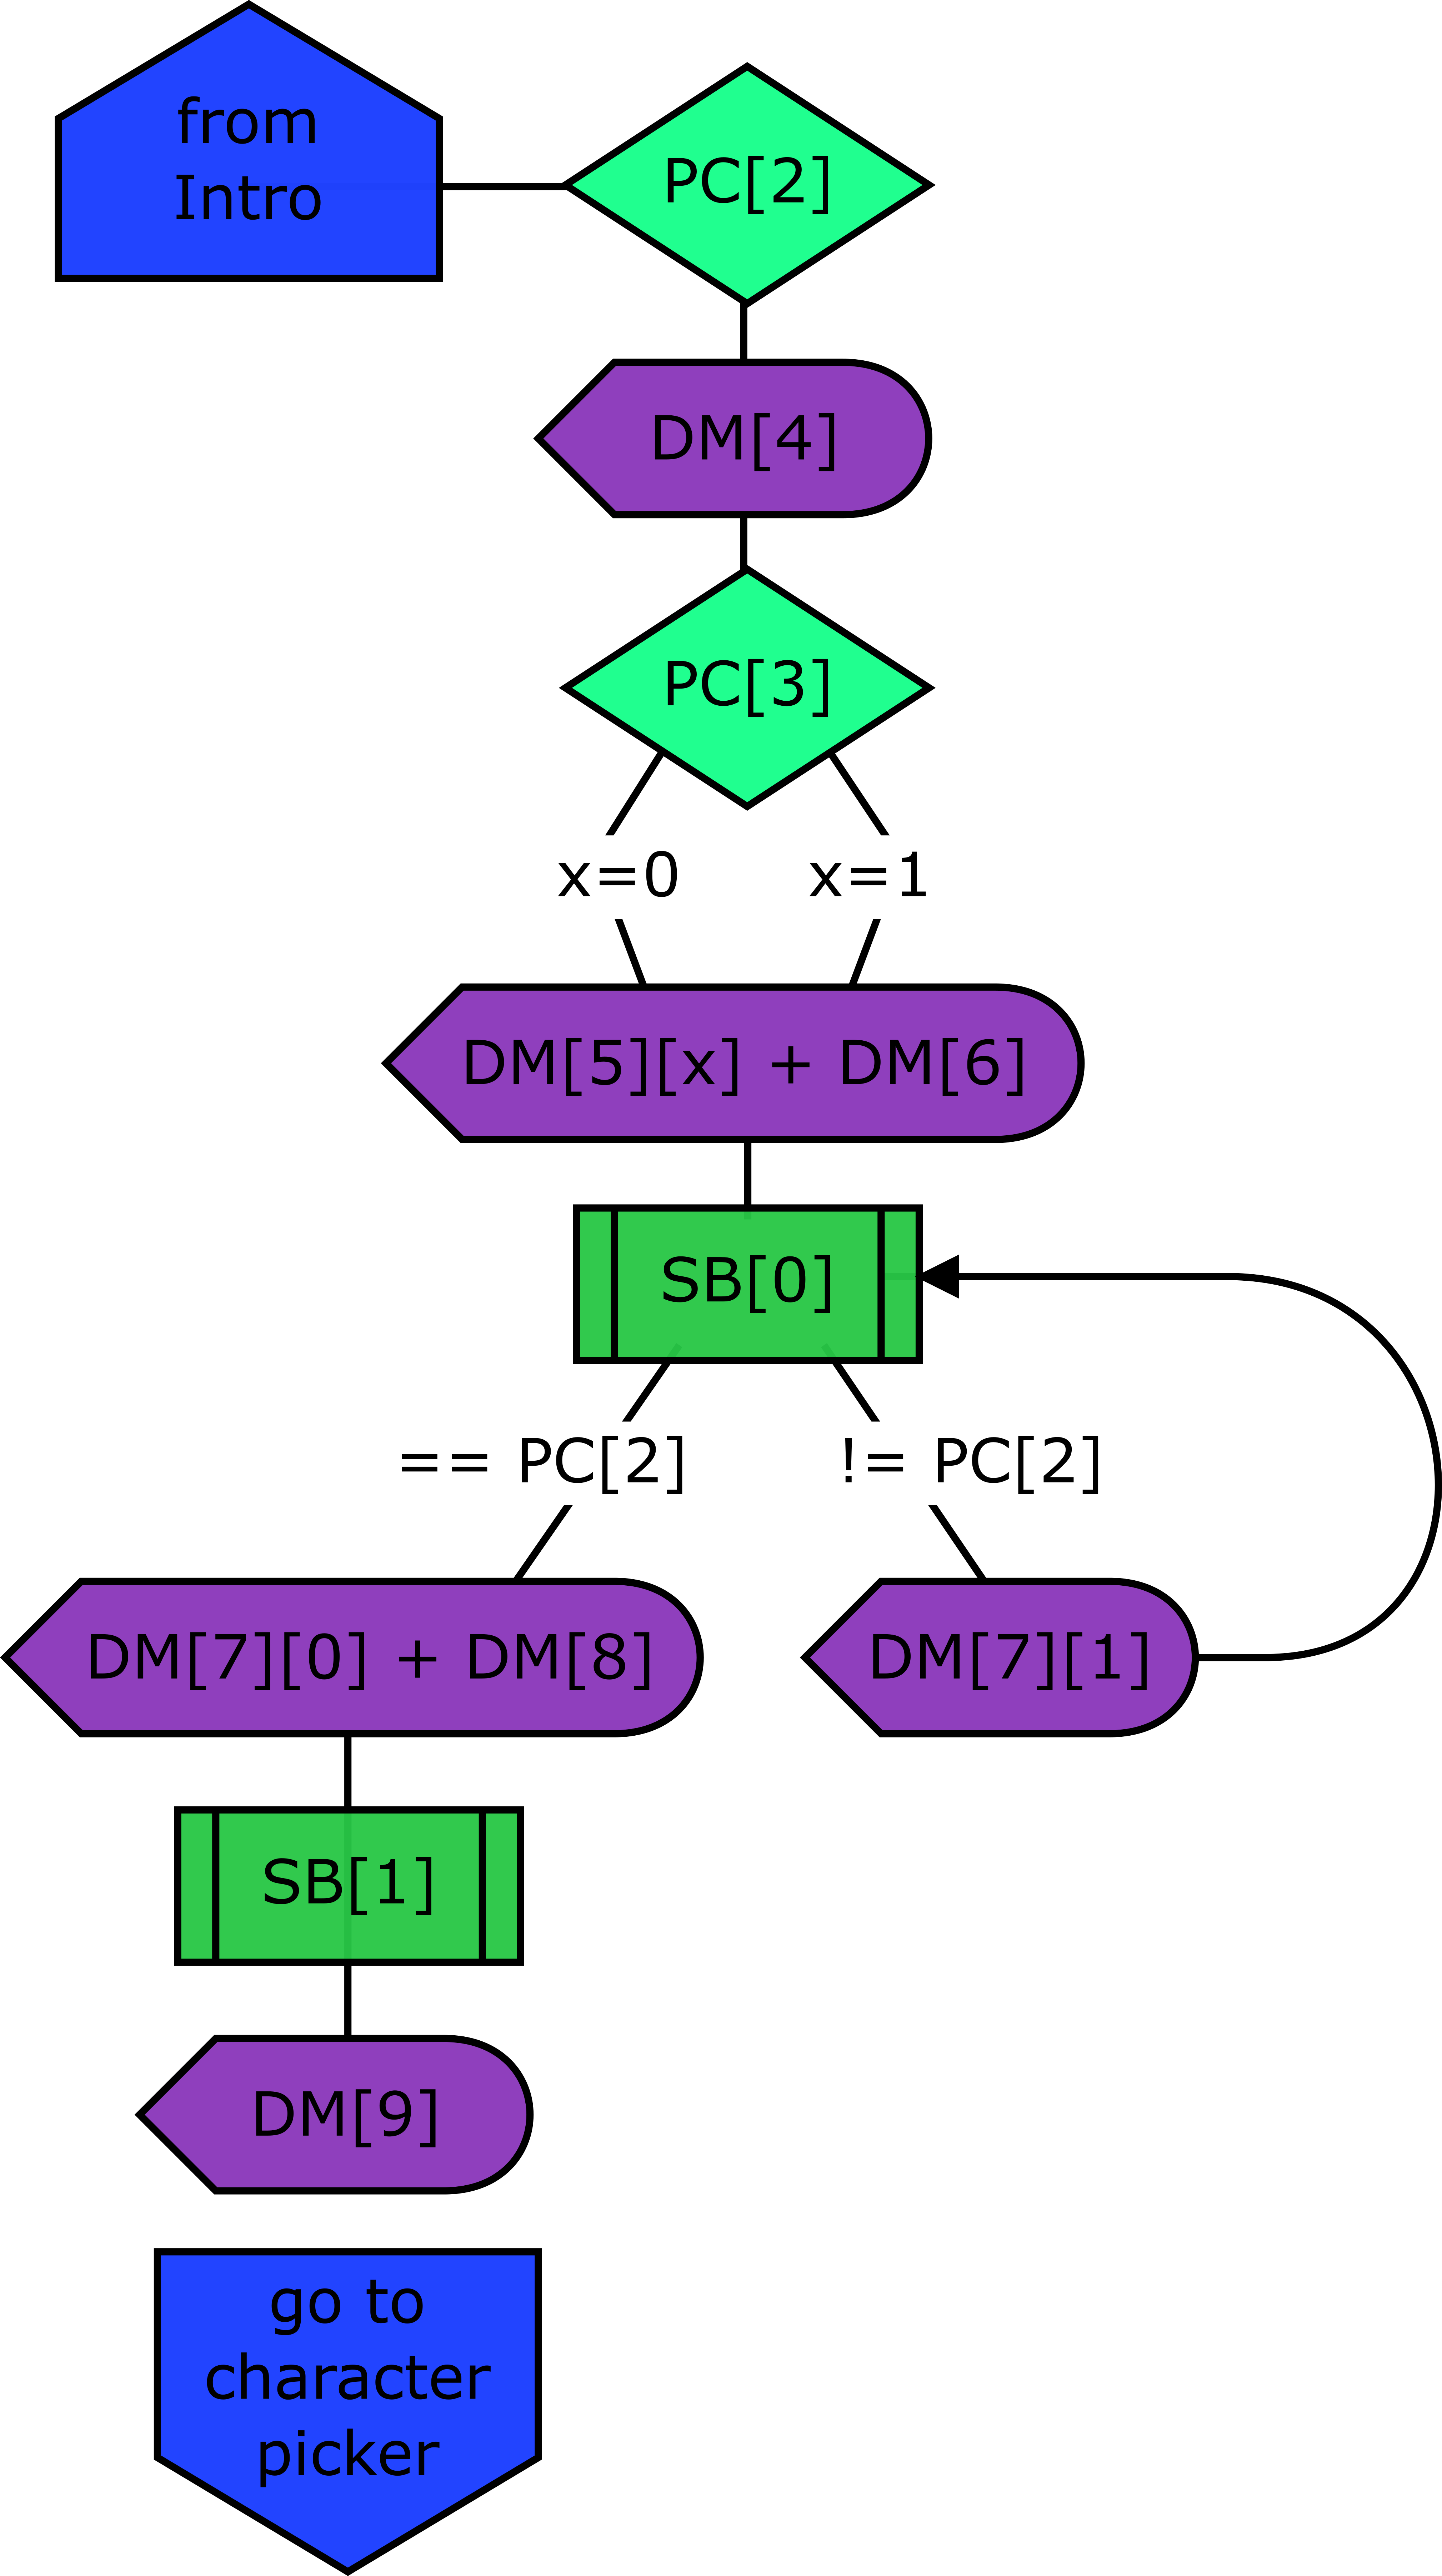 from
Intro
PC[2]
DM[4]
PC[3]
x=0
x=1
DM[5][x] + DM[6]
SB[0]
== PC[2]
!= PC[2]
DM[7][0] + DM[8]
DM[7][1]
SB[1]
DM[9]
go to
character
picker